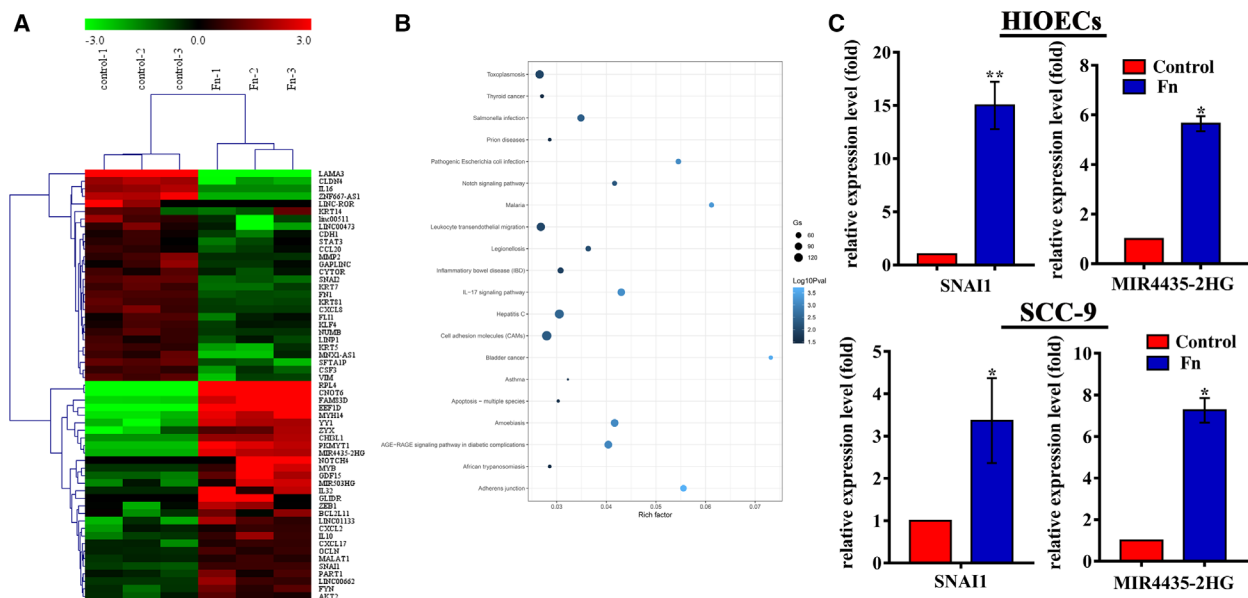 A
-3.0
0.0
3.0
control-1
control-2
control-3
Fn-1
Fn-2
Fn-3
LAMA3
CLDN4
IL16
ZNF667-AS1
LINC-ROR
KRT14
linc00511
LINC00473
CDH1
STAT3
CCL20
MMP2
GAPLINC
CYTOR
SNAI2
KRT7
FN1
KRT81
CXCL8
FLI1
KLF4
NUMB
LINP1
KRT5
MNX1-AS1
SFTA1P
CSF3
VIM
RPL4
CNOT6
FAM83D
EEF1D
MYH14
YY1
ZYX
CHI3L1
PKMYT1
MIR4435-2HG
NOTCH4
MYB
GDF15
MIR503HG
IL32
GLIDR
ZEB1
BCL2L11
LINC01133
CXCL2
IL10
CXCL17
OCLN
MALAT1
SNAI1
PART1
LINC00662
FYN
AKT2
B
Toxoplasmosis
Thyroid cancer
Salmonella infection
Prion diseases
Pathogenic Escherichia coli infection
Notch signaling pathway
Malaria
Leukocyte transendothelial migration
Legionellosis
Inflammatory bowel disease (IBD)
IL−17 signaling pathway
Hepatitis C
Cell adhesion molecules (CAMs)
Bladder cancer
Asthma
Apoptosis − multiple species
Amoebiasis
AGE−RAGE signaling pathway in diabetic complications
African trypanosomiasis
Adherens junction
0.03
0.04
0.05
0.06
0.07
Rich factor
Gs
60
90
120
Log10Pval
3.5
3.0
2.5
2.0
1.5
C
HIOECs
relative expression level (fold)
20
15
10
5
0
**
SNAI1
relative expression level (fold)
8
6
4
2
0
Control
Fn
*
MIR4435-2HG
SCC-9
relative expression level (fold)
5
4
3
2
1
0
Control
Fn
*
SNAI1
relative expression level (fold)
10
8
6
4
2
0
Control
Fn
*
MIR4435-2HG